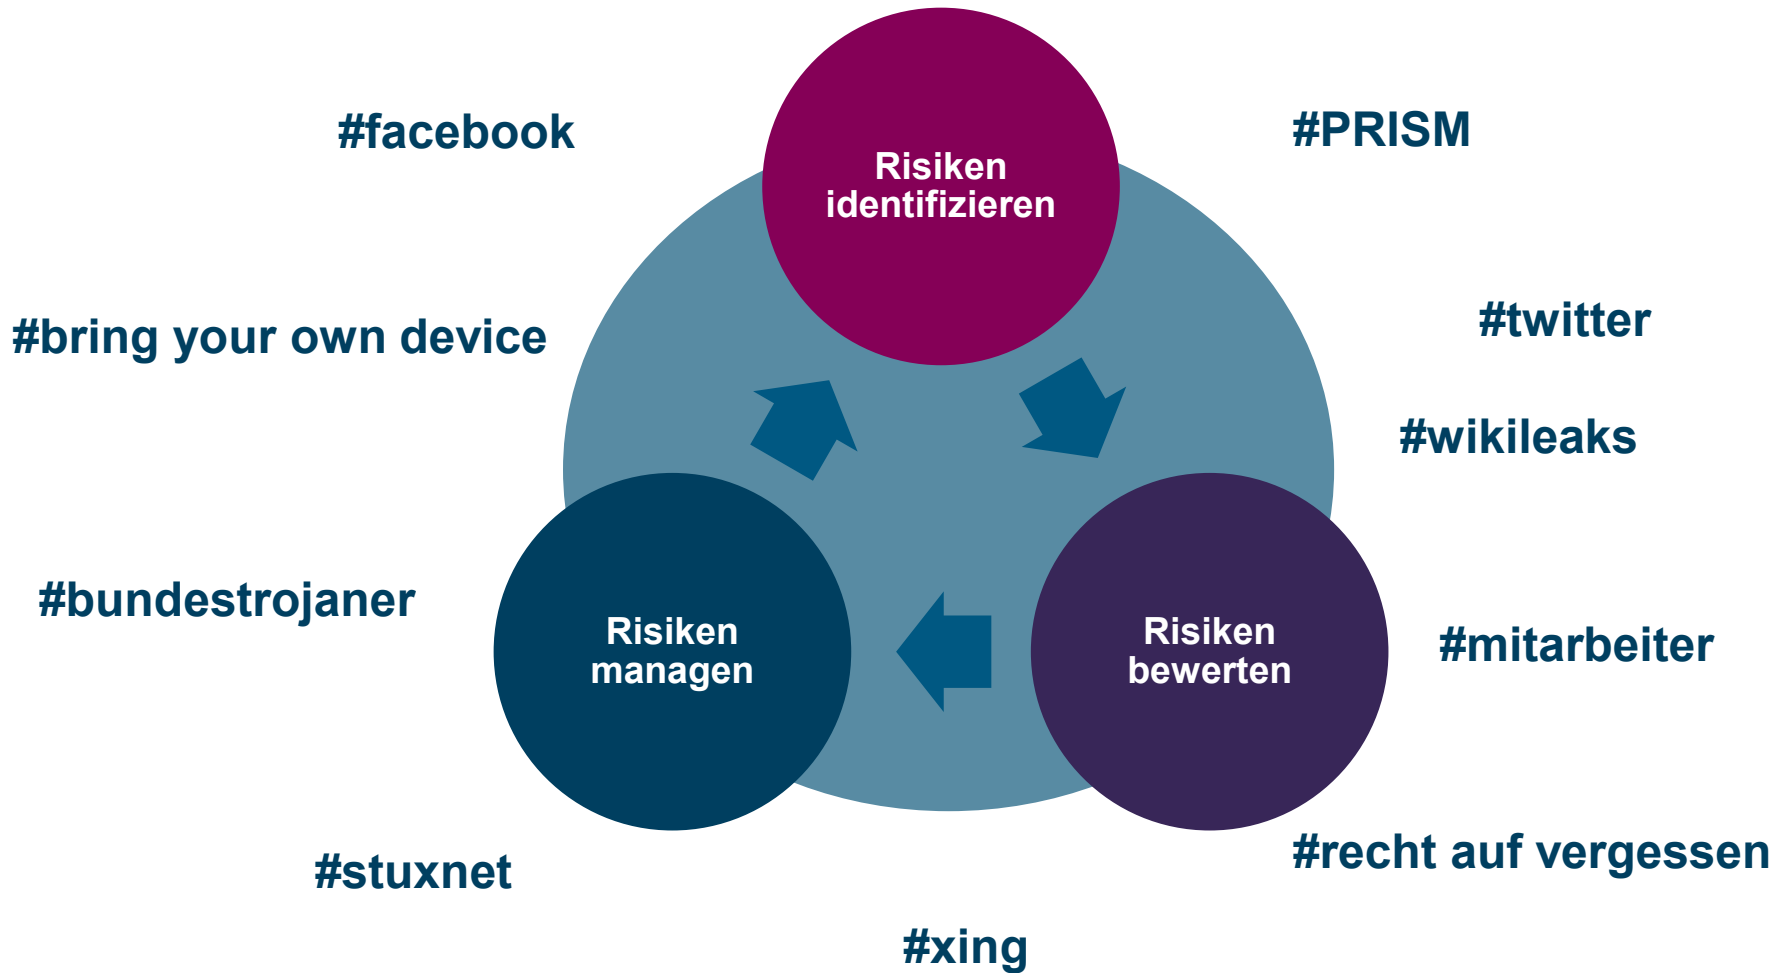 #facebook
#PRISM
Risiken
identifizieren
#twitter
#bring your own device
#wikileaks
#bundestrojaner
Risiken
managen
Risiken
bewerten
#mitarbeiter
#recht auf vergessen
#stuxnet
#xing